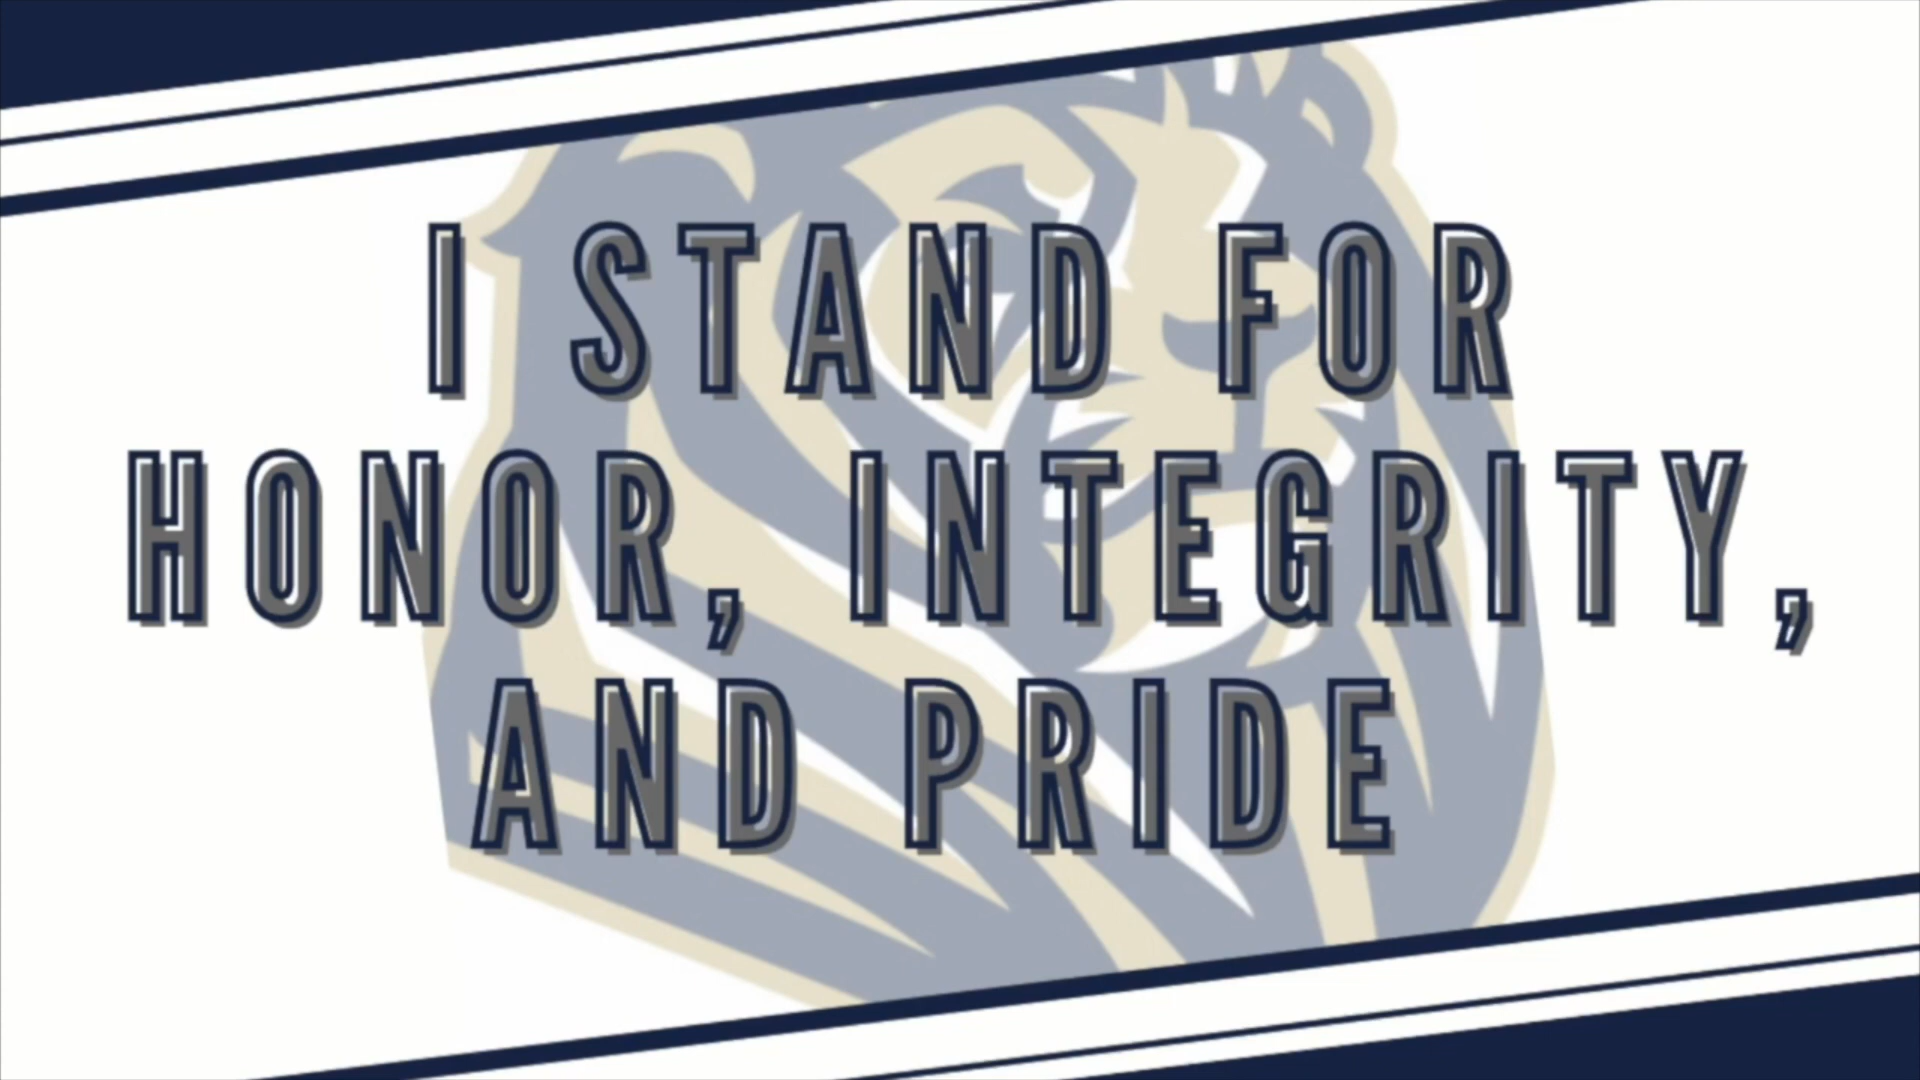 I STAND FOR
HONOR, INTEGRITY,
AND PRIDE